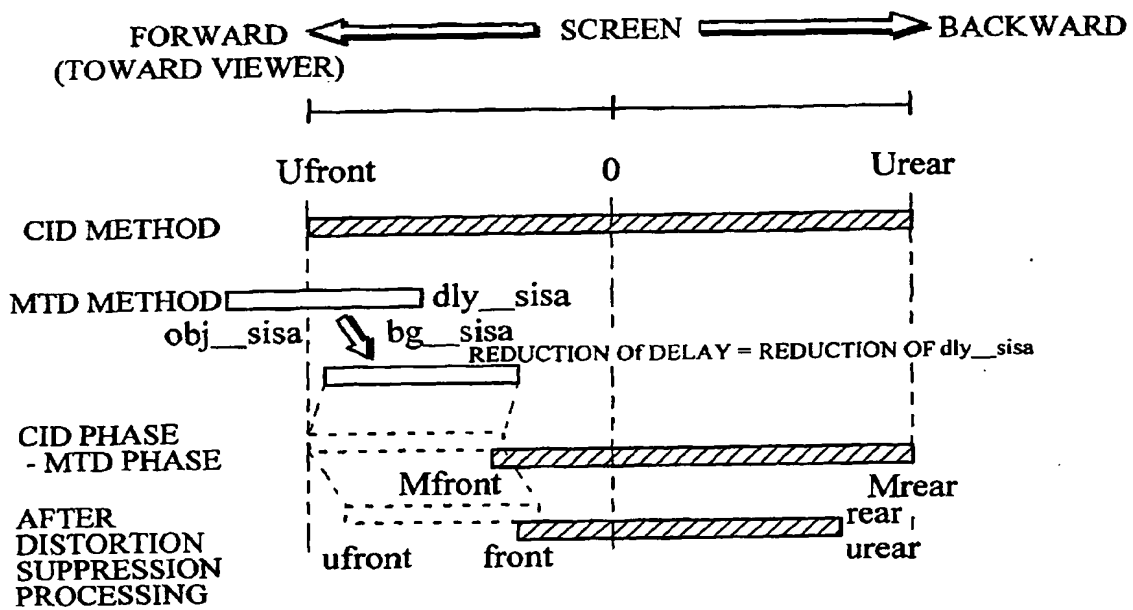 FORWARD
(TOWARD VIEWER)
SCREEN
BACKWARD
Ufront
0
Urear
CID METHOD
MTD METHOD
dly__sisa
obj__sisa
bg__sisa
REDUCTION Of DELAY = REDUCTION OF dly__sisa
CID PHASE
- MTD PHASE
Mfront
Mrear
AFTER
DISTORTION
SUPPRESSION
PROCESSING
ufront
front
rear
urear